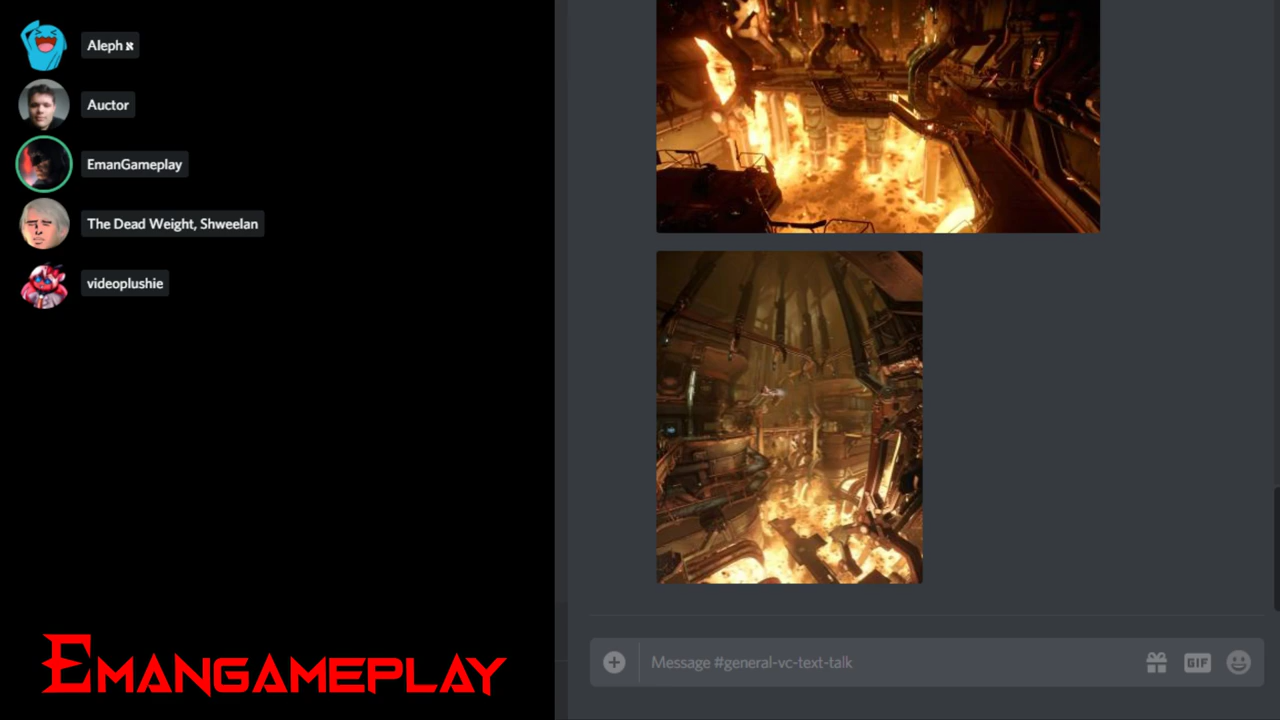 Aleph א
Auctor
EmanGameplay
The Dead Weight, Shweelan
videoplushie
EMANGAMEPLAY
Message #general-vc-text-talk
GIF